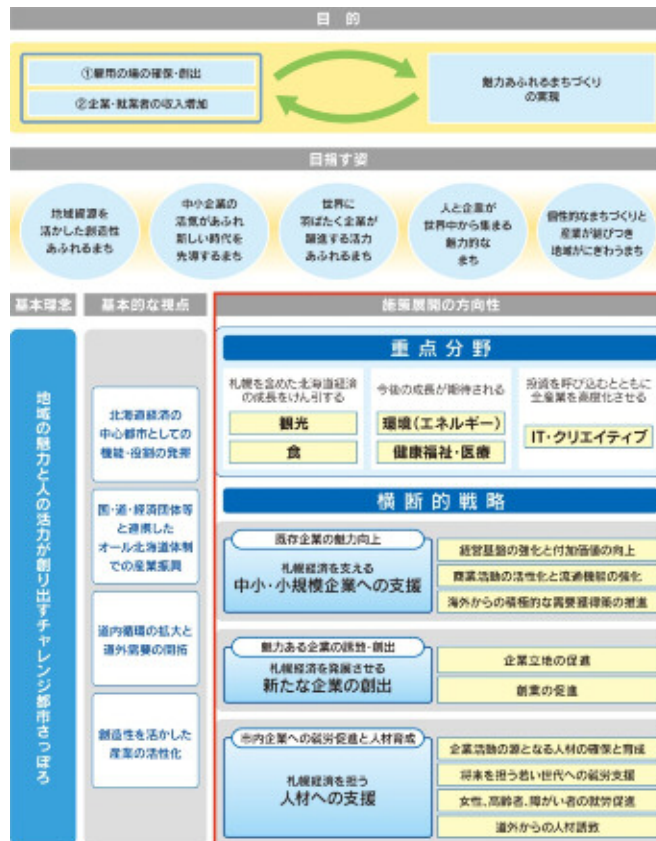 目的
①雇用の場の確保・創出
②企業・就業者の収入増加
魅力あふれるまちづくり
の実現
目指す姿
地域資源を
活かした創造性
あふれるまち
中小企業の
活気があふれ
新しい時代を
先導するまち
世界に
羽ばたく企業が
躍進する活力
あふれるまち
人と企業が
世界中から集まる
魅力的な
まち
個性的なまちづくりと
産業が結びつき
地域がにぎわうまち
基本理念
地域の魅力と人の活力が創り出すチャレンジ都市さっぽろ
基本的な視点
北海道経済の
中心都市としての
機能・役割の発揮
国・道・経済団体等
と連携した
オール北海道体制
での産業振興
道内循環の拡大と
道外需要の開拓
創造性を活かした
産業の活性化
施策展開の方向性
重点分野
札幌を含めた北海道経済
の成長をけん引する
観光
食
今後の成長が期待される
環境(エネルギー)
健康福祉・医療
投資を呼び込むとともに
全産業を高度化させる
IT・クリエイティブ
横断的戦略
既存企業の魅力向上
札幌経済を支える
中小・小規模企業への支援
経営基盤の強化と付加価値の向上
商業活動の活性化と流通機能の強化
海外からの積極的な需要獲得策の推進
魅力ある企業の誘致・創出
札幌経済を発展させる
新たな企業の創出
企業立地の促進
創業の促進
市内企業への就労促進と人材育成
札幌経済を担う
人材への支援
企業活動の源となる人材の確保と育成
将来を担う若い世代への就労支援
女性、高齢者、障がい者の就労促進
道外からの人材誘致